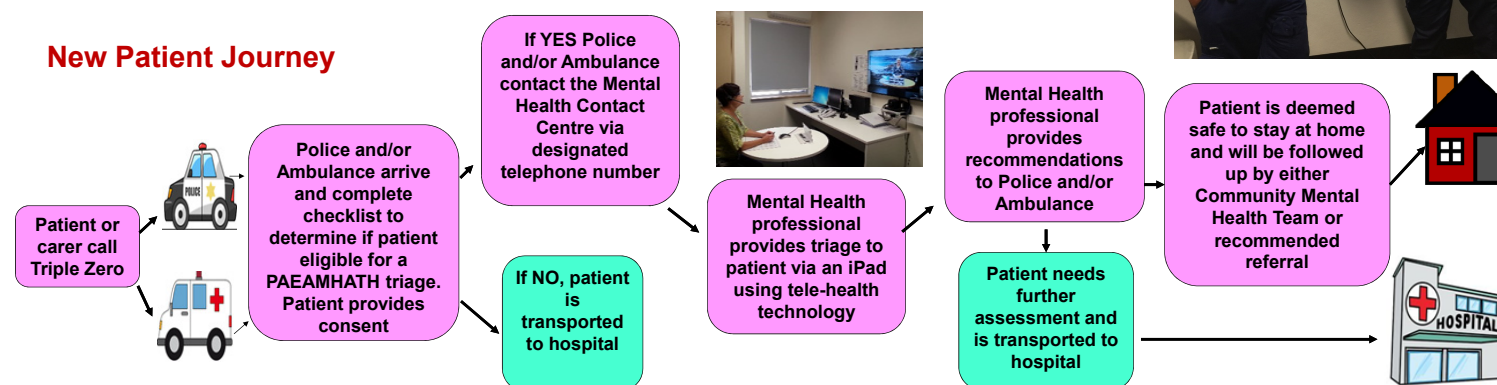 New Patient Journey
Patient or
carer call
Triple Zero
POLICE
Police and/or
Ambulance arrive
and complete
checklist to
determine if patient
eligible for a
PAEAMHATH triage.
Patient provides
consent
If YES Police
and/or Ambulance
contact the Mental
Health Contact
Centre via
designated
telephone number
If NO, patient
is
transported
to hospital
Mental Health
professional
provides triage to
patient via an iPad
using tele-health
technology
Mental Health
professional
provides
recommendations
to Police and/or
Ambulance
Patient needs
further
assessment and
is transported to
hospital
Patient is deemed
safe to stay at home
and will be followed
up by either
Community Mental
Health Team or
recommended
referral
HOSPITAL